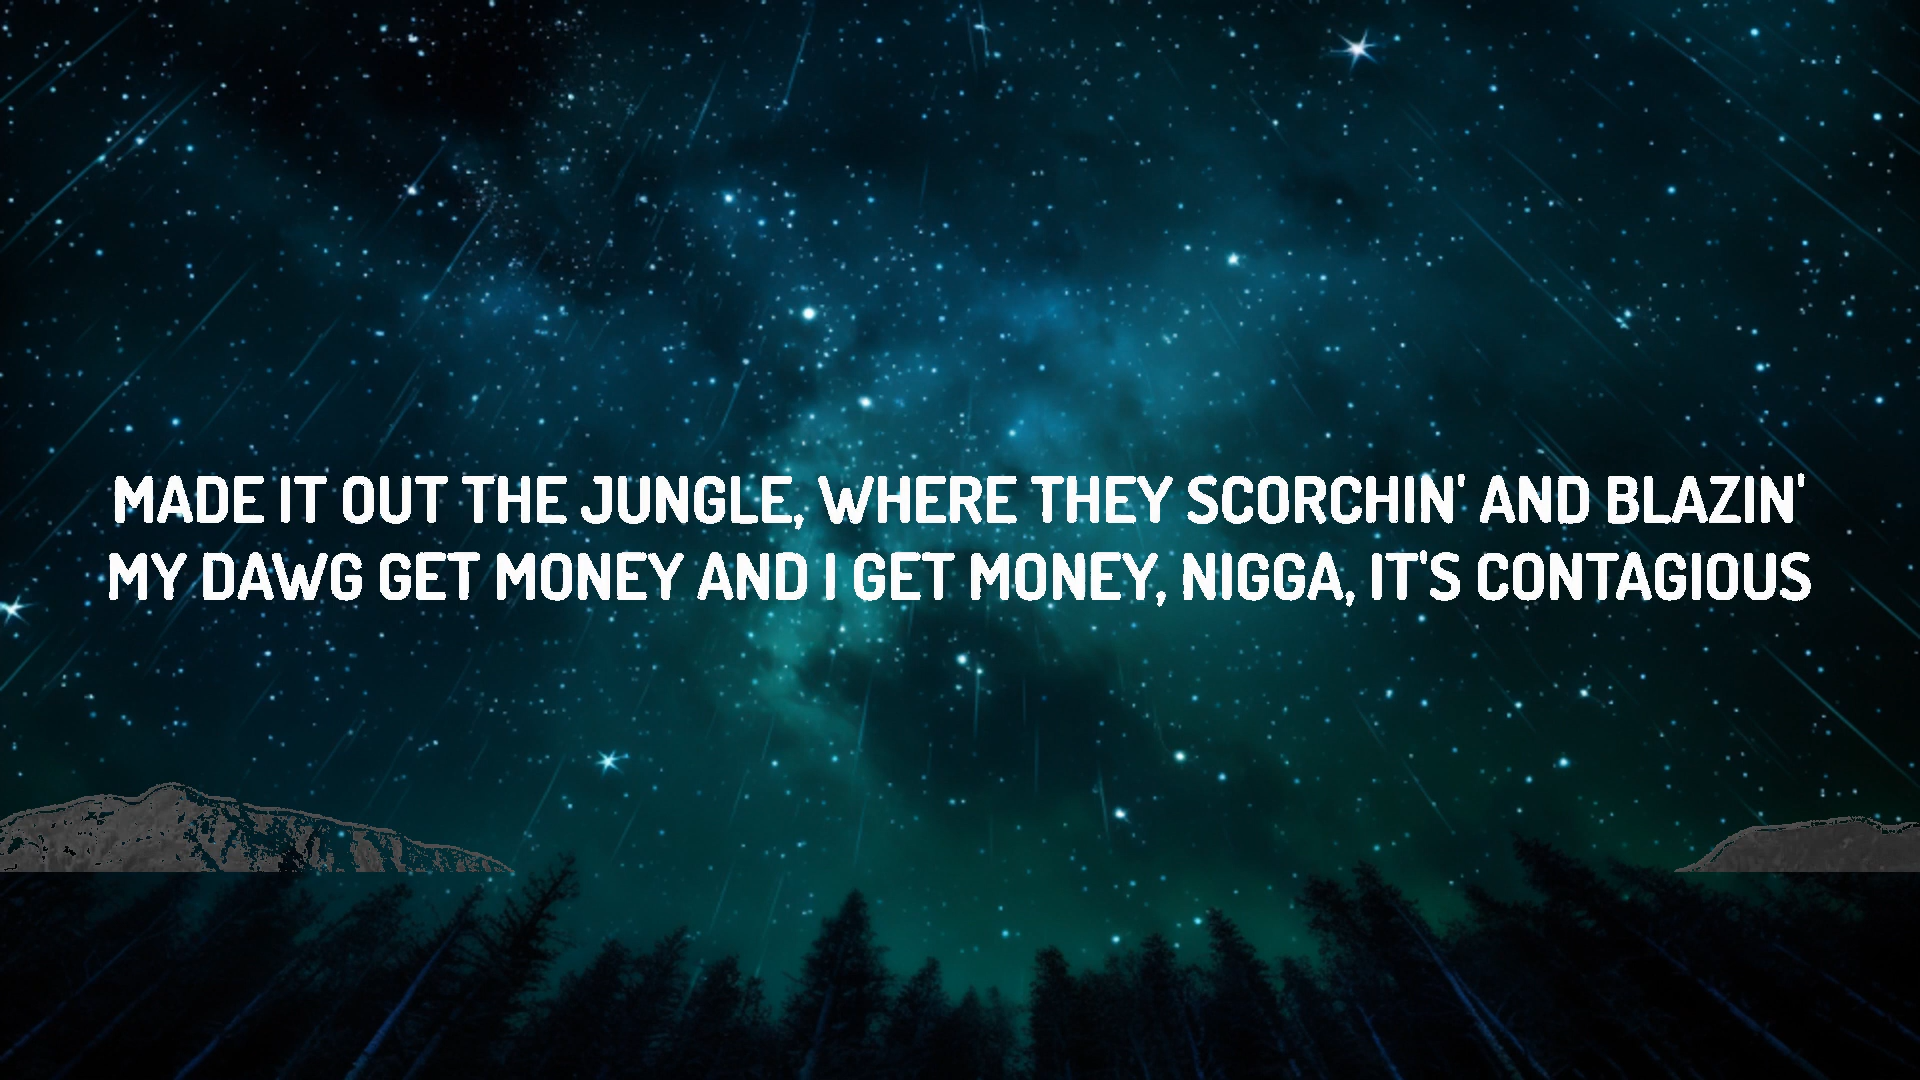 MADE IT OUT THE JUNGLE, WHERE THEY SCORCHIN' AND BLAZIN'
MY DAWG GET MONEY AND I GET MONEY, NIGGA, IT'S CONTAGIOUS